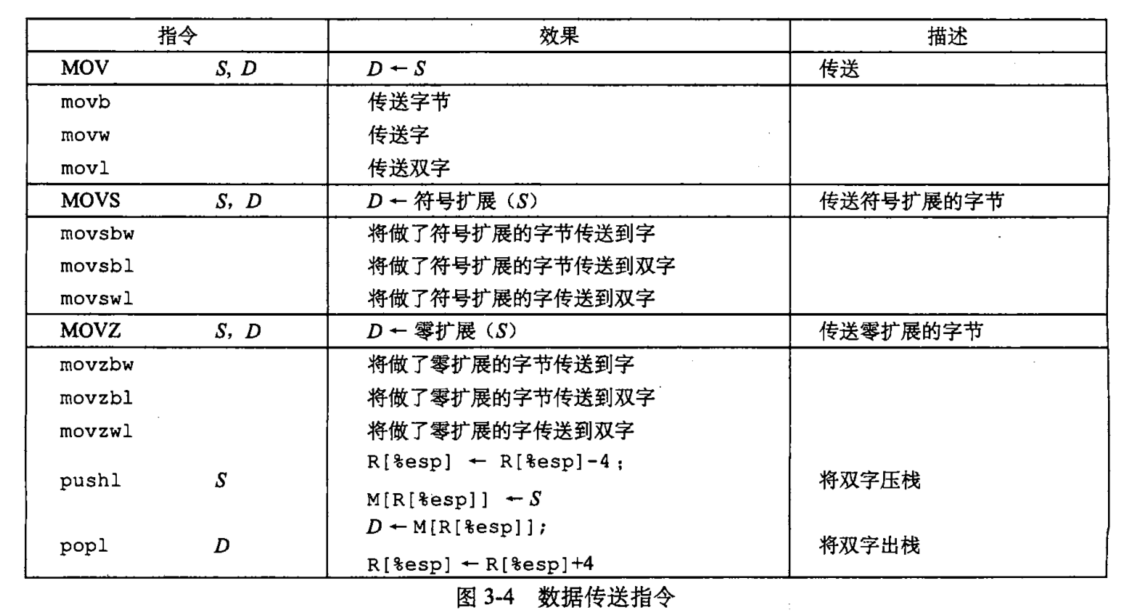 指令 效果 描述
MOV S, D D ← S 传送
movb 传送字节
movw 传送字
movl 传送双字
MOVS S, D D ← 符号扩展（S） 传送符号扩展的字节
movsbw 将做了符号扩展的字节传送到字
movsbl 将做了符号扩展的字节传送到双字
movswl 将做了符号扩展的字传送到双字
MOVZ S, D D ← 零扩展（S） 传送零扩展的字节
movzbw 将做了零扩展的字节传送到字
movzbl 将做了零扩展的字节传送到双字
movzwl 将做了零扩展的字传送到双字
pushl S R[%esp] ← R[%esp]-4; 将双字压栈
M[R[%esp]] ← S
popl D D ← M[R[%esp]]; 将双字出栈
R[%esp] ← R[%esp]+4
图 3-4 数据传送指令